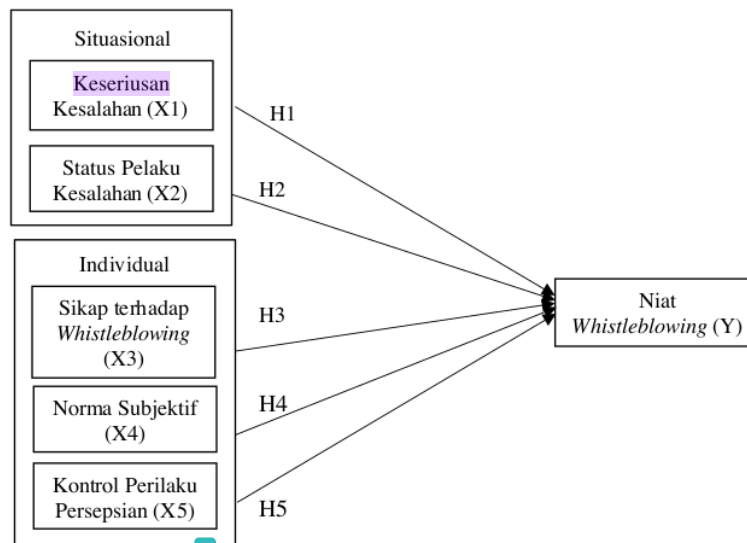 Situasional
Keseriusan
Kesalahan (X1)
H1
Status Pelaku
Kesalahan (X2)
H2
Individual
Sikap terhadap
Whistleblowing
(X3)
H3
Norma Subjektif
(X4)
H4
Kontrol Perilaku
Persepsian (X5)
H5
Niat
Whistleblowing (Y)